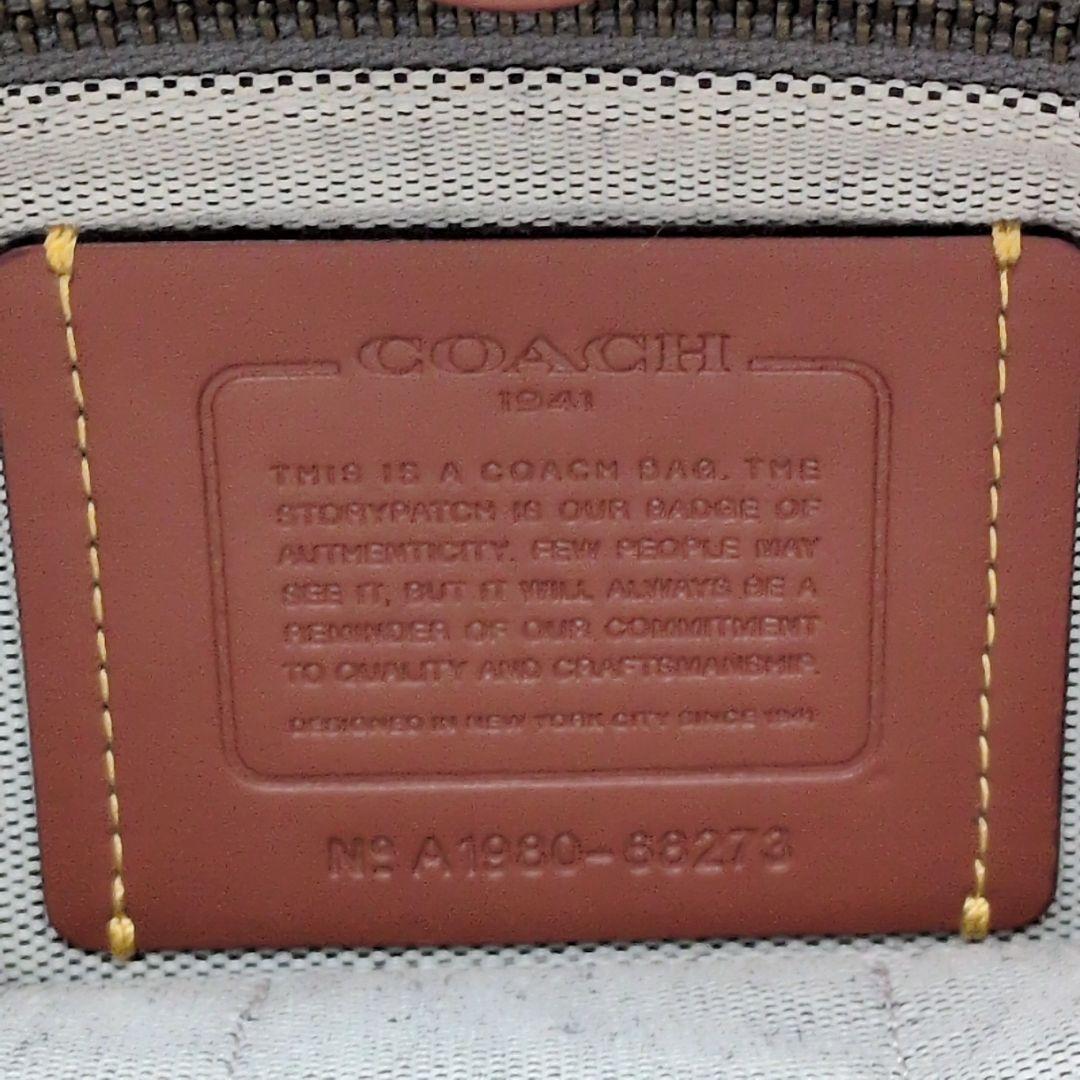 COACH
1941
THIS IS A COACH BAG. THE
STORYPATCH IS OUR BADGE OF
AUTHENTICITY. FEW PEOPLE MAY
SEE IT, BUT IT WILL ALWAYS BE A
REMINDER OF OUR COMMITMENT
TO QUALITY AND CRAFTSMANSHIP.
DESIGNED IN NEW YORK CITY SINCE 1941
Nº A1980-68273